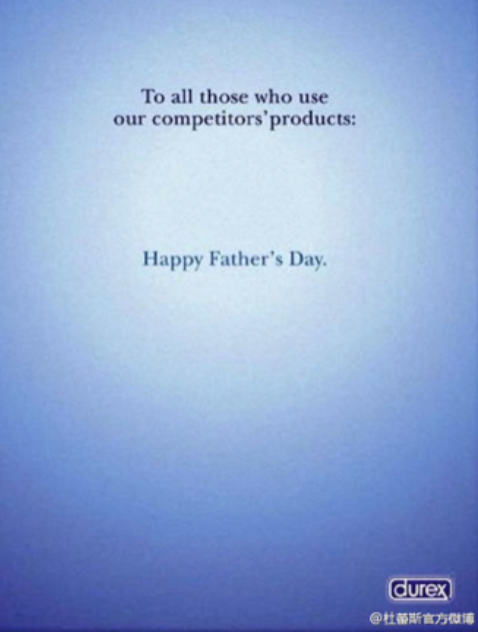 To all those who use
our competitors' products:
Happy Father's Day.
durex
@杜蕾斯官方微博